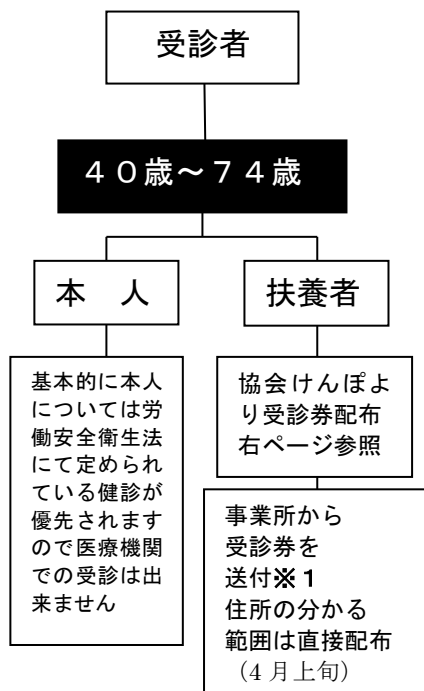 受診者
４０歳～７４歳
本　人
扶養者
基本的に本人
については労
働安全衛生法
にて定められ
ている健診が
優先されます
ので医療機関
での受診は出
来ません
協会けんぽよ
り受診券配布
右ページ参照
事業所から
受診券を
送付※１
住所の分かる
範囲は直接配布
（4 月上旬）